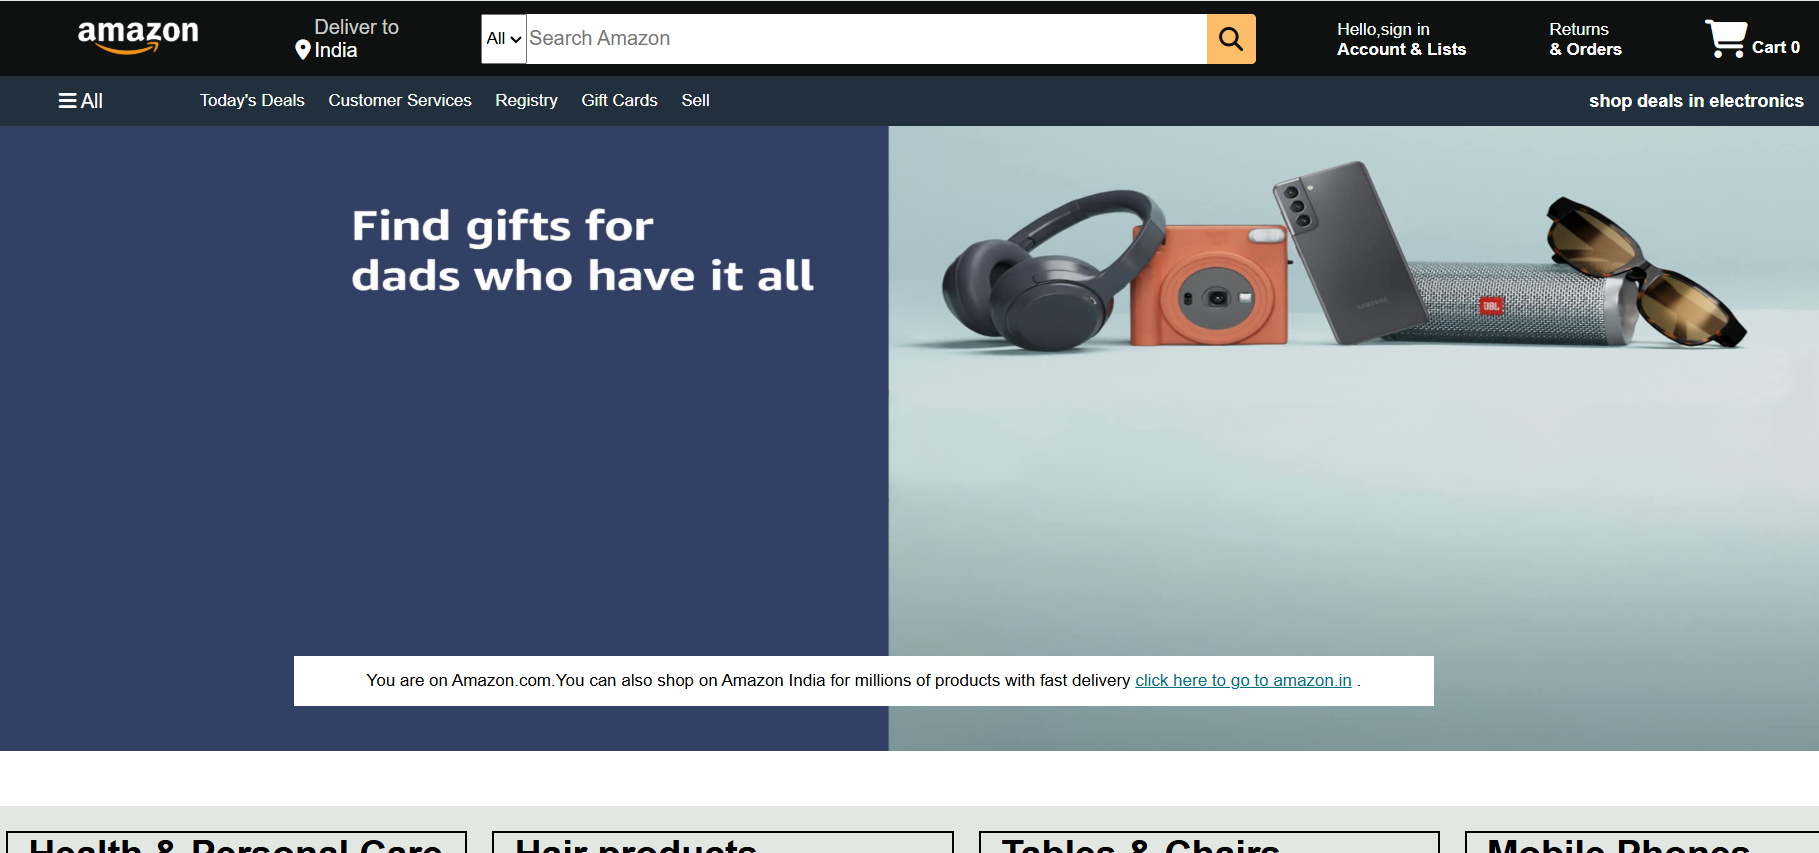 amazon
Deliver to
India
All
Search Amazon
Hello,sign in
Account & Lists
Returns
& Orders
Cart 0
All
Today's Deals
Customer Services
Registry
Gift Cards
Sell
shop deals in electronics
Find gifts for
dads who have it all
SAMSUNG
JBL
You are on Amazon.com.You can also shop on Amazon India for millions of products with fast delivery click here to go to amazon.in .
Health & Personal Care
Hair products
Tables & Chairs
Mobile Phones